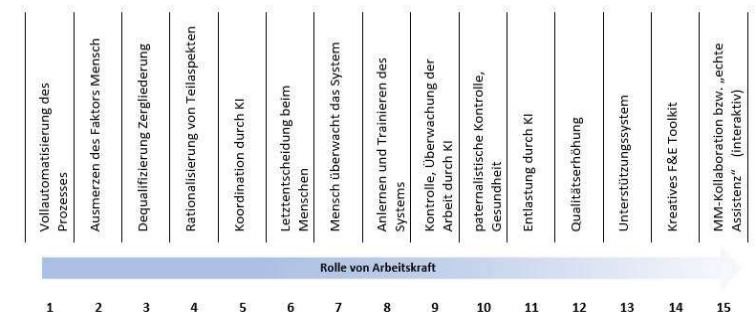 Vollautomatisierung des
Prozesses
Ausmerzen des Faktors Mensch
Dequalifizierung Zergliederung
Rationalisierung von Teilaspekten
Koordination durch KI
Letztentscheidung beim
Menschen
Mensch überwacht das System
Anlernen und Trainieren des
Systems
Kontrolle, Überwachung der
Arbeit durch KI
paternalistische Kontrolle,
Gesundheit
Entlastung durch KI
Qualitätserhöhung
Unterstützungssystem
Kreatives F&E Toolkit
MM-Kollaboration bzw. „echte
Assistenz“ (interaktiv)
Rolle von Arbeitskraft
1 2 3 4 5 6 7 8 9 10 11 12 13 14 15